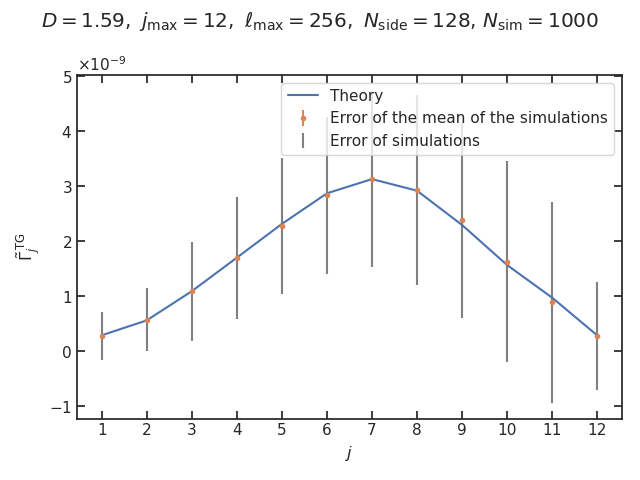 D = 1.59, j_max = 12, ℓ_max = 256, N_side = 128, N_sim = 1000
×10⁻⁹
5
4
3
2
1
0
−1
Theory
Error of the mean of the simulations
Error of simulations
Γ̃_j^TG
1 2 3 4 5 6 7 8 9 10 11 12
j